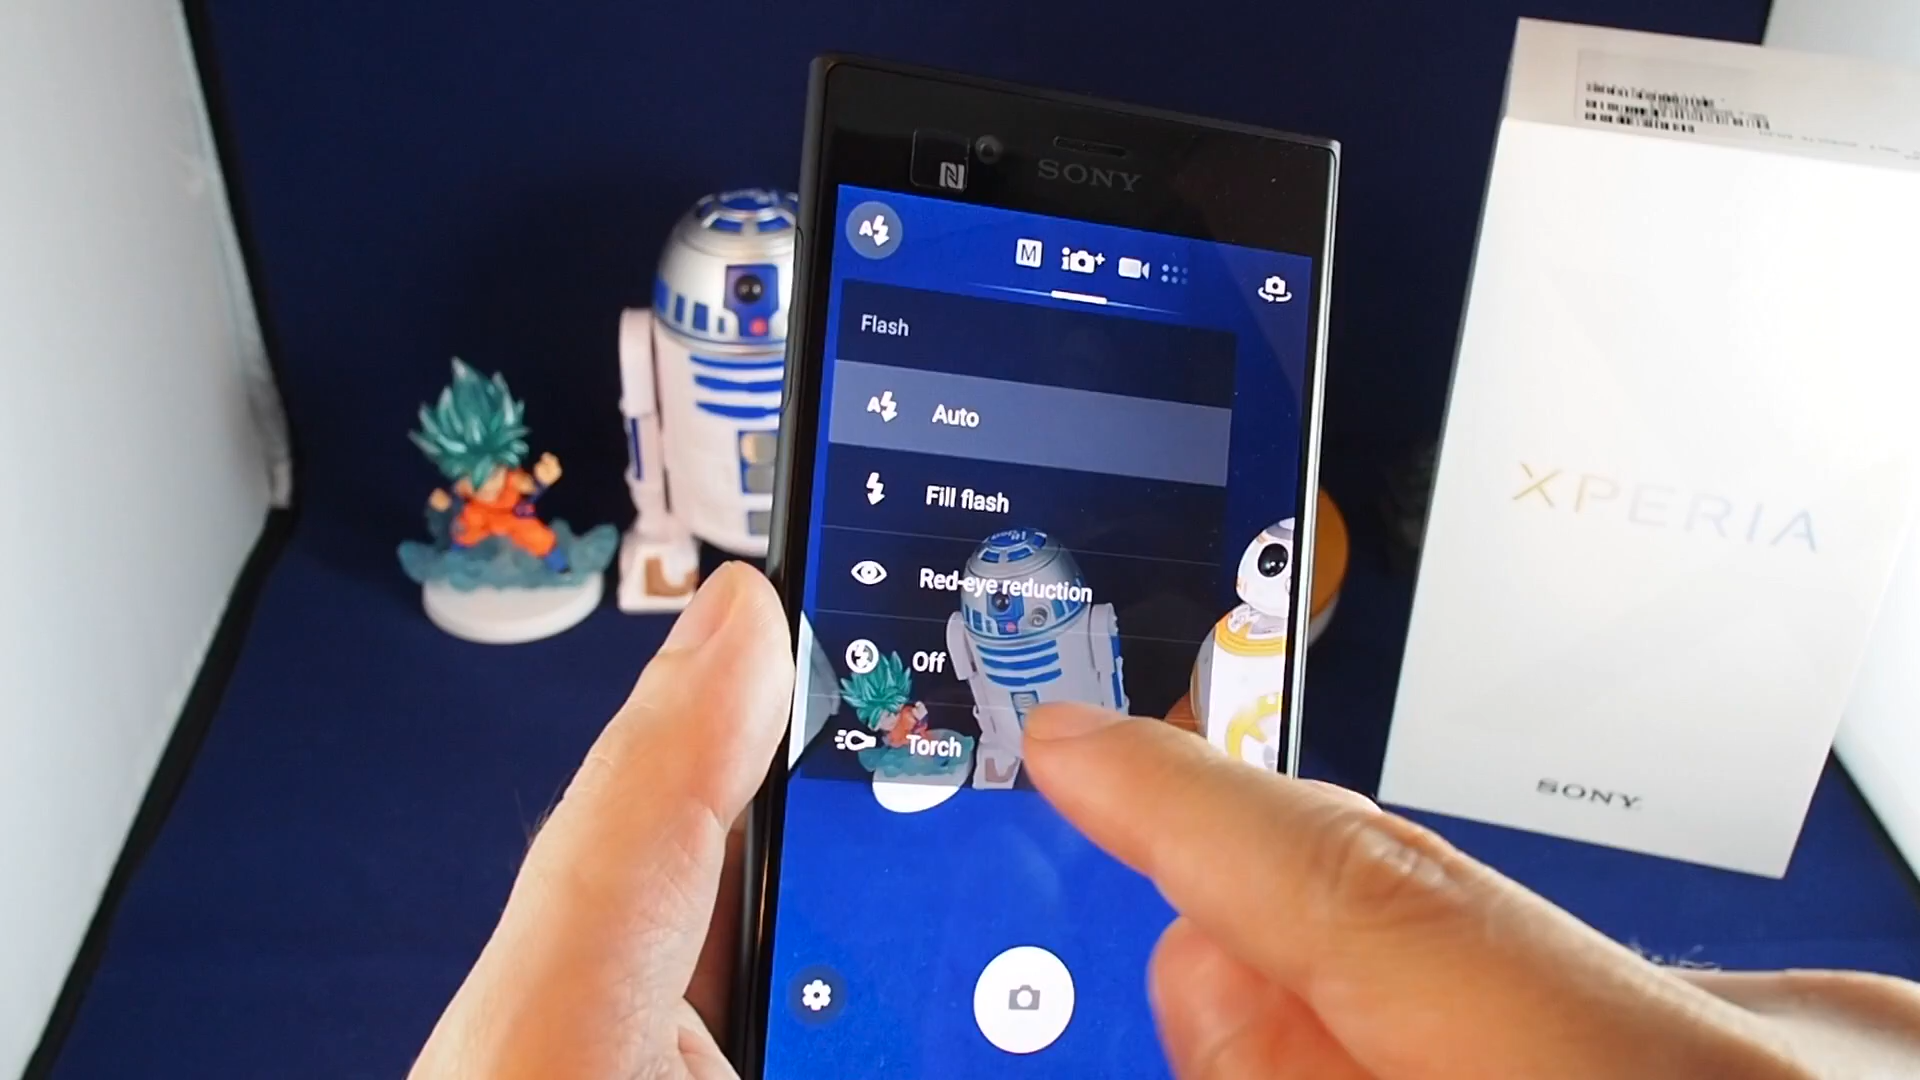 SONY
A
M
i
Flash
A
Auto
Fill flash
Red-eye reduction
Off
Torch
XPERIA
SONY